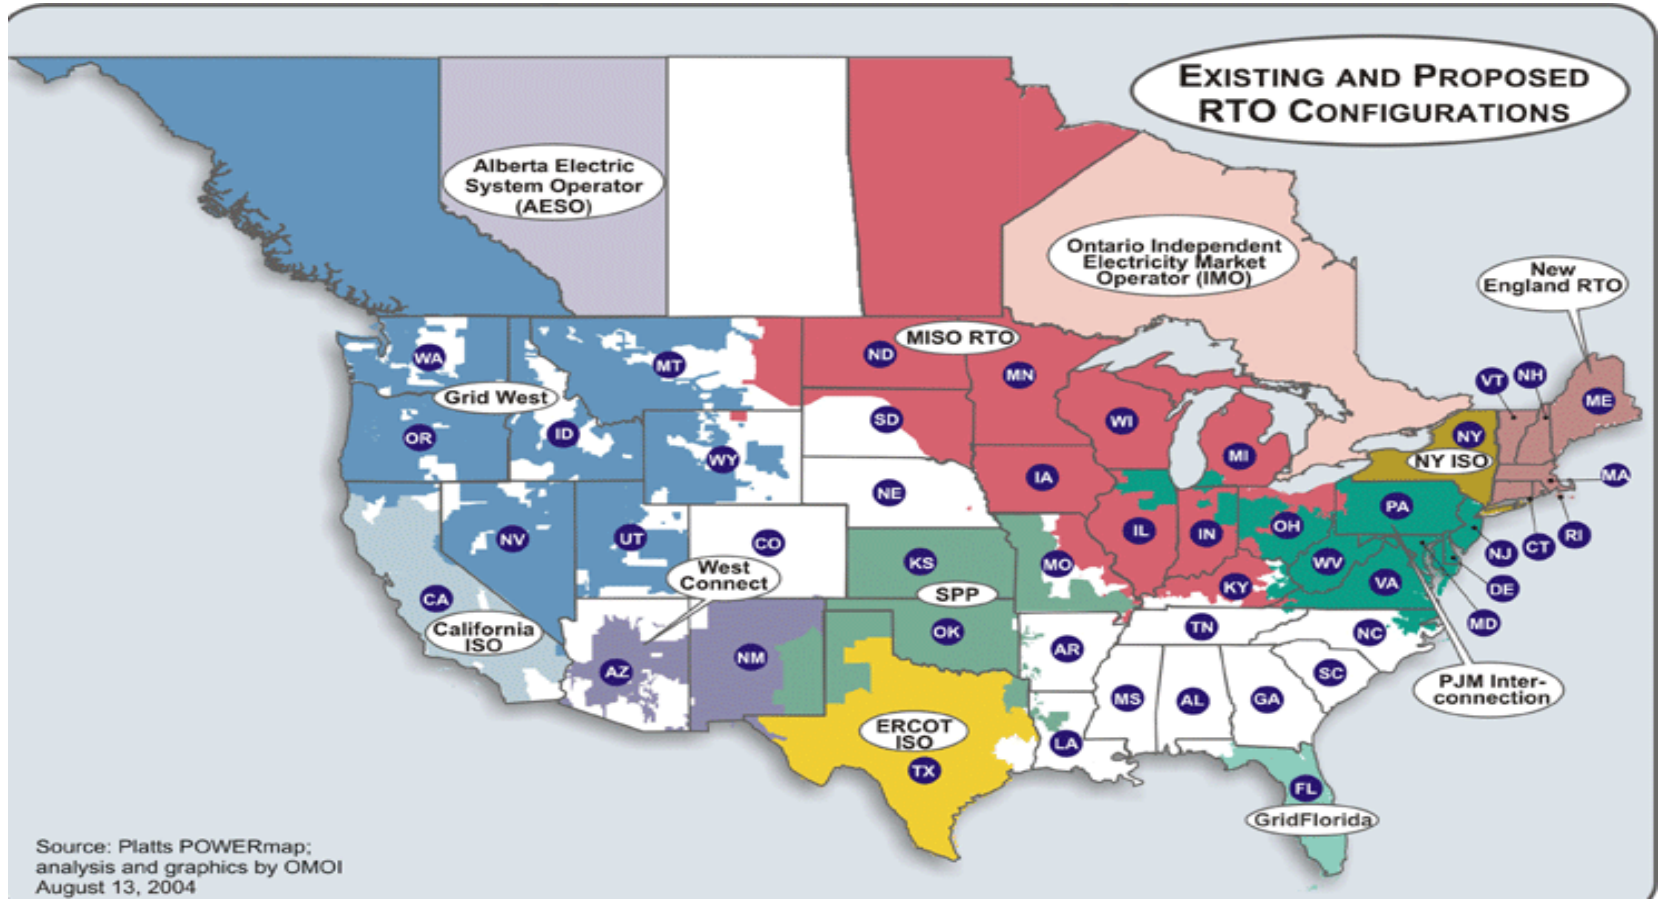 EXISTING AND PROPOSED
RTO CONFIGURATIONS
Alberta Electric
System Operator
(AESO)
Ontario Independent
Electricity Market
Operator (IMO)
New
England RTO
MISO RTO
WA
MT
ND
MN
VT
NH
ME
Grid West
OR
ID
SD
WI
NY
WY
MI
NY ISO
MA
IA
NE
PA
NV
UT
CO
IL
IN
OH
NJ
CT
RI
KS
MO
WV
West
Connect
VA
DE
KY
CA
SPP
California
ISO
OK
TN
NC
MD
AR
NM
AZ
SC
PJM Inter-
connection
MS
AL
GA
ERCOT
ISO
LA
TX
FL
GridFlorida
Source: Platts POWERmap;
analysis and graphics by OMOI
August 13, 2004